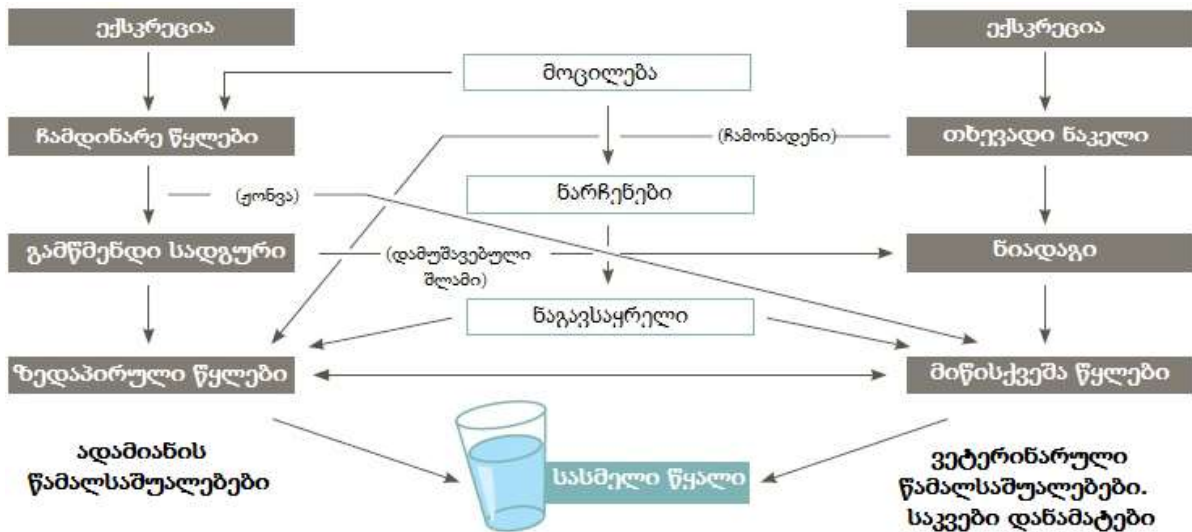 ექსკრეცია
ექსკრეცია
მოცილება
ჩამდინარე წყლები
(ჩამონადენი)
თხევადი ნაკელი
ნარჩენები
(ჟონვა)
გამწმენდი სადგური
(დამუშავებული
შლამი)
ნიადაგი
ნაგავსაყრელი
ზედაპირული წყლები
მიწისქვეშა წყლები
ადამიანის
წამალსაშუალებები
სასმელი წყალი
ვეტერინარული
წამალსაშუალებები.
საკვები დანამატები